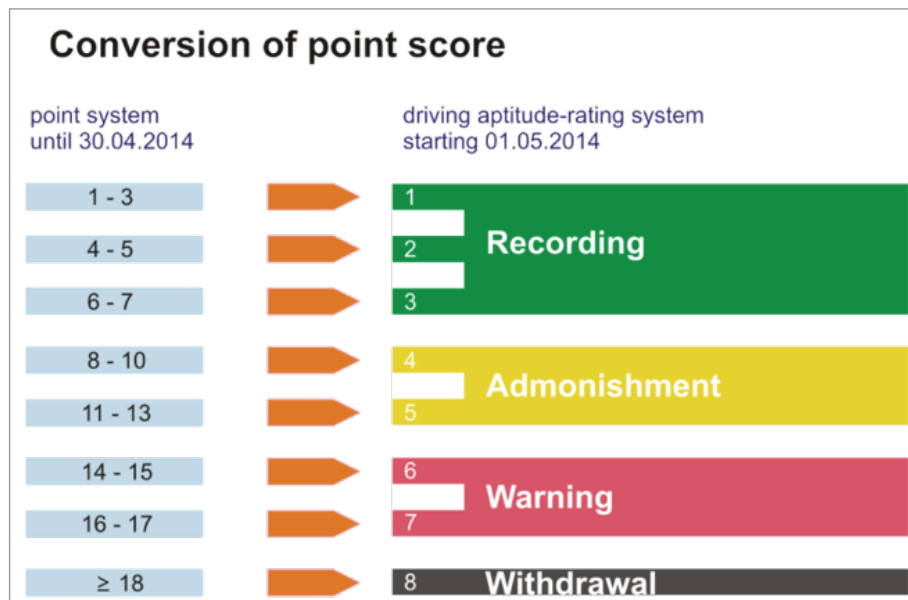 Conversion of point score
point system
until 30.04.2014
driving aptitude-rating system
starting 01.05.2014
1 - 3
1
4 - 5
2
Recording
6 - 7
3
8 - 10
4
Admonishment
11 - 13
5
14 - 15
6
Warning
16 - 17
7
≥ 18
8
Withdrawal